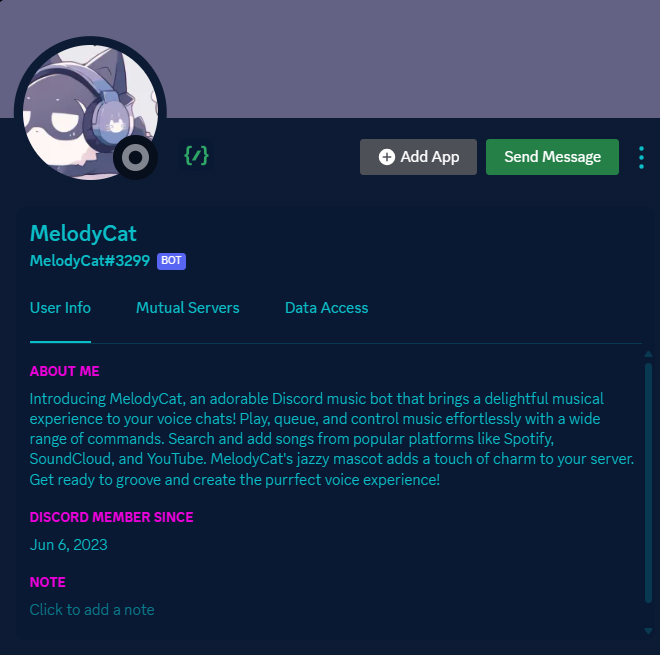 {/}
Add App
Send Message
MelodyCat
MelodyCat#3299 BOT
User Info Mutual Servers Data Access
ABOUT ME
Introducing MelodyCat, an adorable Discord music bot that brings a delightful musical
experience to your voice chats! Play, queue, and control music effortlessly with a wide
range of commands. Search and add songs from popular platforms like Spotify,
SoundCloud, and YouTube. MelodyCat's jazzy mascot adds a touch of charm to your server.
Get ready to groove and create the purrfect voice experience!
DISCORD MEMBER SINCE
Jun 6, 2023
NOTE
Click to add a note